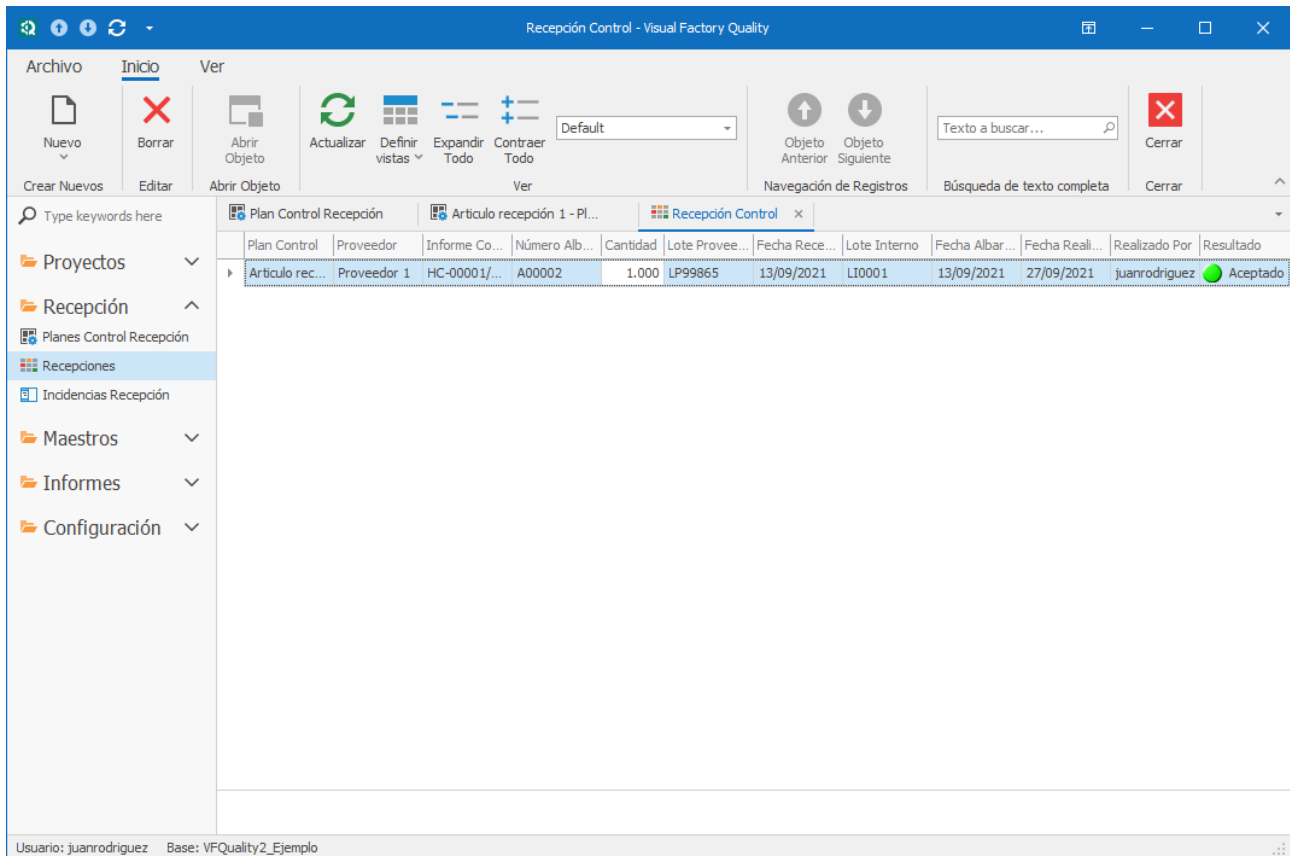 Recepción Control - Visual Factory Quality
Archivo Inicio Ver
Nuevo
Borrar
Abrir Objeto
Actualizar
Definir vistas
Expandir Todo
Contraer Todo
Default
Objeto Anterior
Objeto Siguiente
Texto a buscar...
Cerrar
Crear Nuevos Editar Abrir Objeto Ver Navegación de Registros Búsqueda de texto completa Cerrar
Type keywords here
Proyectos
Recepción
Planes Control Recepción
Recepciones
Incidencias Recepción
Maestros
Informes
Configuración
Plan Control Recepción Articulo recepción 1 - Pl... Recepción Control
Plan Control Proveedor Informe Co... Número Alb... Cantidad Lote Provee... Fecha Rece... Lote Interno Fecha Albar... Fecha Reali... Realizado Por Resultado
Articulo rec... Proveedor 1 HC-00001/... A00002 1.000 LP99865 13/09/2021 LI0001 13/09/2021 27/09/2021 juanrodriguez Aceptado
Usuario: juanrodriguez Base: VFQuality2_Ejemplo